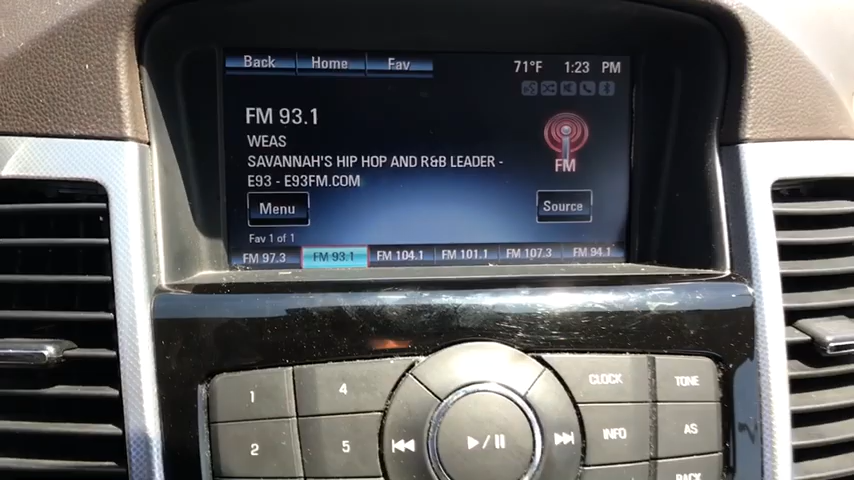 Back Home Fav 71°F 1:23 PM
FM 93.1
WEAS
SAVANNAH'S HIP HOP AND R&B LEADER -
E93 - E93FM.COM
FM
Menu
Source
Fav 1 of 1
FM 97.3 FM 93.1 FM 104.1 FM 101.1 FM 107.3 FM 94.1
1 4 CLOCK TONE
2 5 INFO AS
BACK